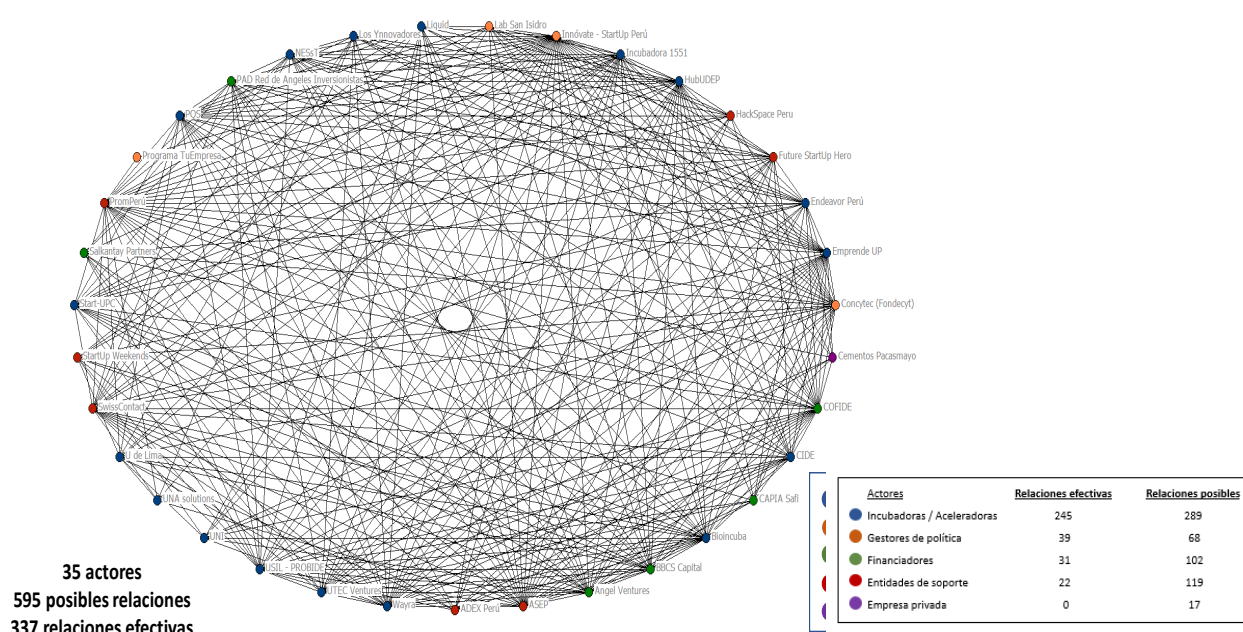 Liquid
Lab San Isidro
Los Ynnovadores
Innóvate - StartUp Perú
NESsT
Incubadora 1551
PAD Red de Angeles Inversionistas
HubUDEP
POS
HackSpace Peru
Programa TuEmpresa
Future StartUp Hero
PromPerú
Endeavor Perú
Salkantay Partners
Emprende UP
Start-UPC
Concytec (Fondecyt)
StartUp Weekends
Cementos Pacasmayo
SwissContact
COFIDE
U de Lima
CIDE
UNA solutions
CAPIA Safi
UNI
Bioincuba
USIL - PROBIDE
BBCS Capital
UTEC Ventures
Angel Ventures
Wayra
ADEX Perú
ASEP
35 actores
595 posibles relaciones
337 relaciones efectivas
Actores Relaciones efectivas Relaciones posibles
Incubadoras / Aceleradoras 245 289
Gestores de política 39 68
Financiadores 31 102
Entidades de soporte 22 119
Empresa privada 0 17